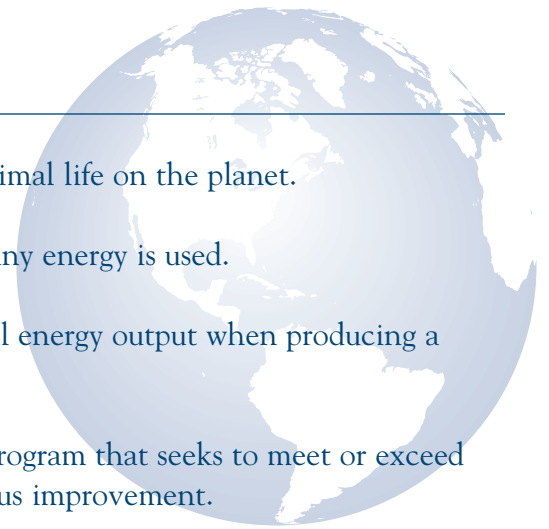 imal life on the planet.
ny energy is used.
l energy output when producing a
rogram that seeks to meet or exceed
us improvement.